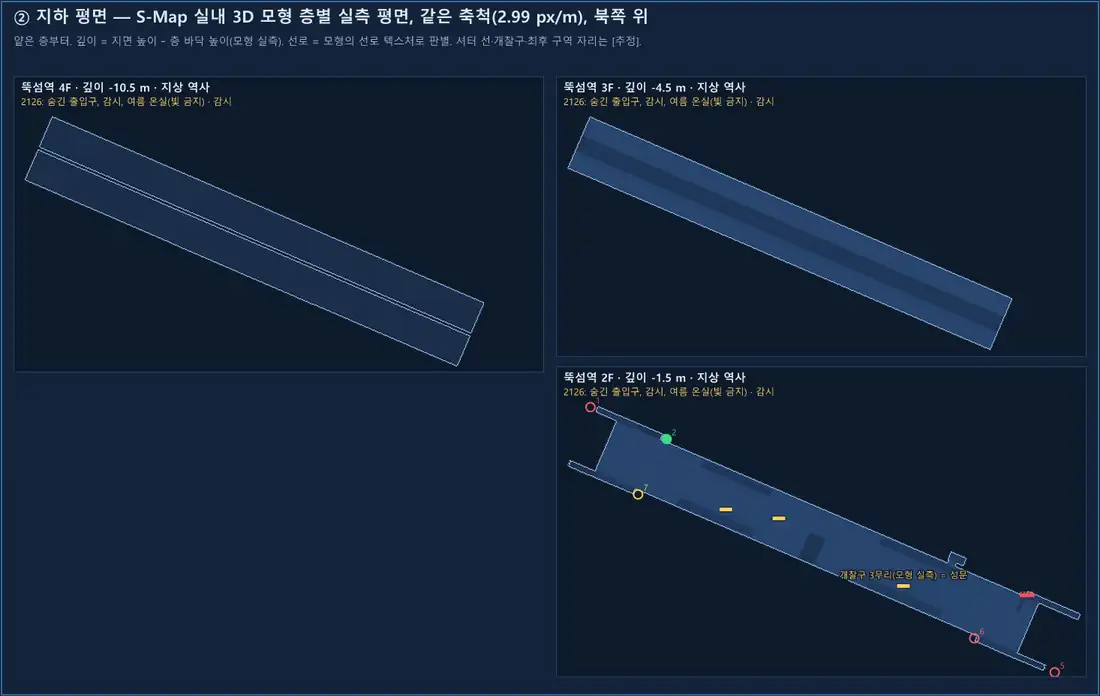 ② 지하 평면 — S-Map 실내 3D 모형 층별 실측 평면, 같은 축척(2.99 px/m), 북쪽 위
얕은 층부터. 깊이 = 지면 높이 – 층 바닥 높이(모형 실측). 선로 = 모형의 선로 텍스처로 판별. 셔터 선·개찰구·최후 구역 자리는 [추정].
뚝섬역 4F · 깊이 -10.5 m · 지상 역사
2126: 숨긴 출입구, 감시, 여름 온실(빛 금지) · 감시
뚝섬역 3F · 깊이 -4.5 m · 지상 역사
2126: 숨긴 출입구, 감시, 여름 온실(빛 금지) · 감시
뚝섬역 2F · 깊이 -1.5 m · 지상 역사
2126: 숨긴 출입구, 감시, 여름 온실(빛 금지) · 감시
1
2
7
개찰구 3무리(모형 실측) = 성문
6
5